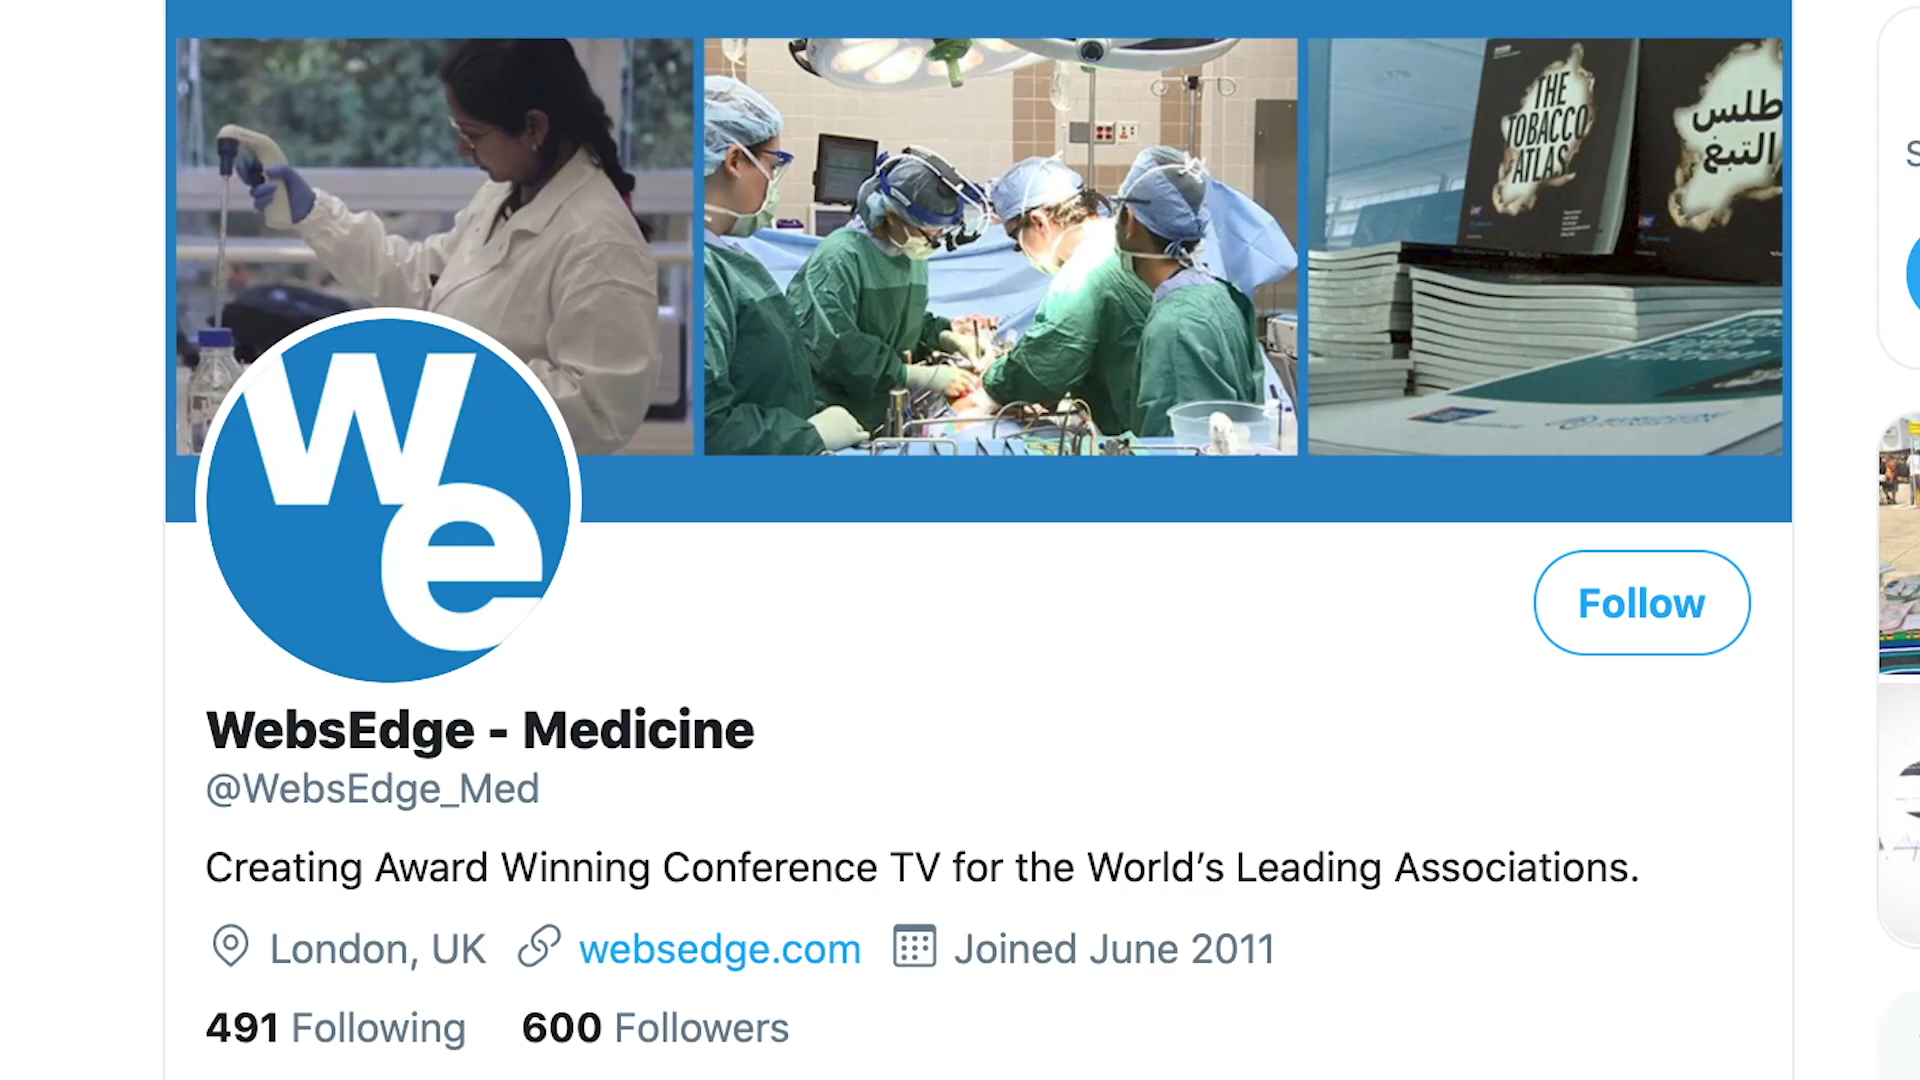 THE
TOBACCO
ATLAS
أطلس
التبغ
We
Follow
WebsEdge - Medicine
@WebsEdge_Med
Creating Award Winning Conference TV for the World’s Leading Associations.
London, UK websedge.com Joined June 2011
491 Following 600 Followers